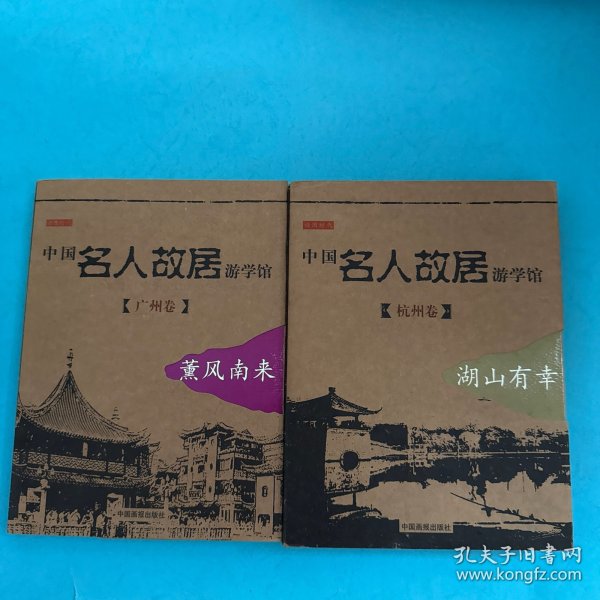 中国名人故居游学馆
【广州卷】
薰风南来
中国画报出版社
中国名人故居游学馆
【杭州卷】
湖山有幸
中国画报出版社
孔夫子旧书网
www.kongfz.com